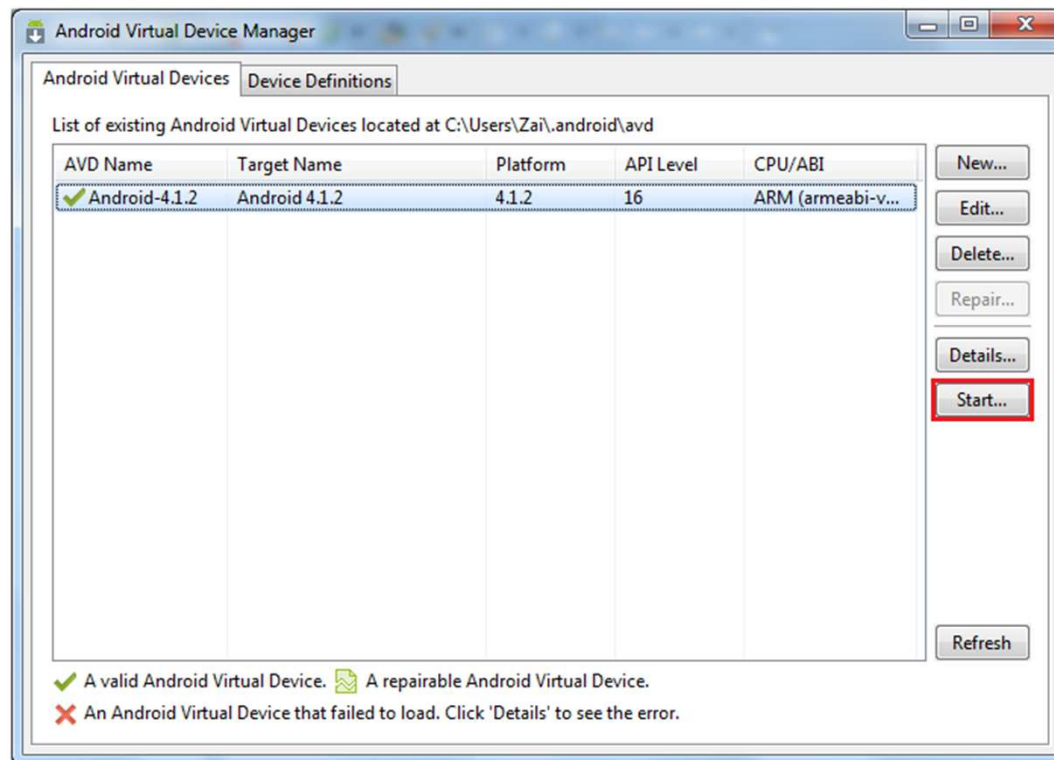 Android Virtual Device Manager
Android Virtual Devices Device Definitions
List of existing Android Virtual Devices located at C:\Users\Zai\.android\avd
AVD Name Target Name Platform API Level CPU/ABI New...
Android-4.1.2 Android 4.1.2 4.1.2 16 ARM (armeabi-v...
Edit...
Delete...
Repair...
Details...
Start...
Refresh
A valid Android Virtual Device. A repairable Android Virtual Device.
An Android Virtual Device that failed to load. Click 'Details' to see the error.